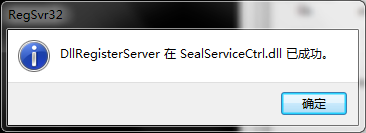 RegSvr32
DllRegisterServer 在 SealServiceCtrl.dll 已成功。
确定